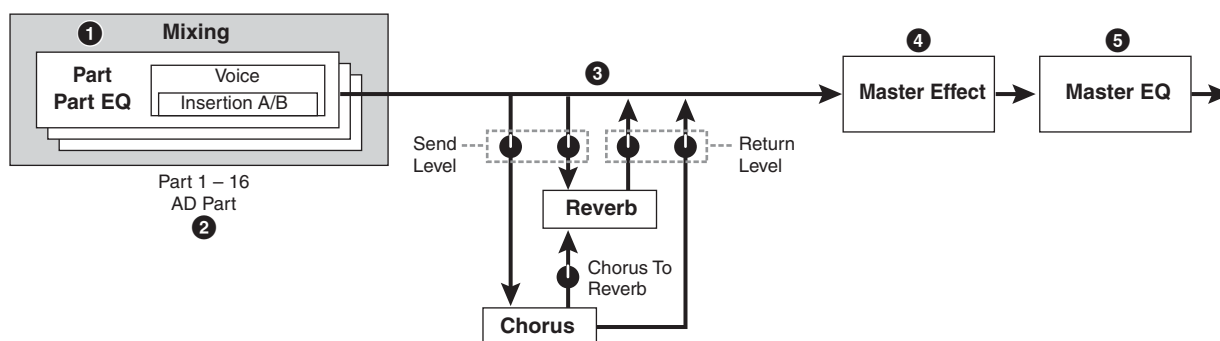 1
Mixing
Part
Part EQ
Voice
Insertion A/B
Part 1 – 16
AD Part
2
3
Send
Level
Return
Level
Reverb
Chorus To
Reverb
Chorus
4
Master Effect
5
Master EQ